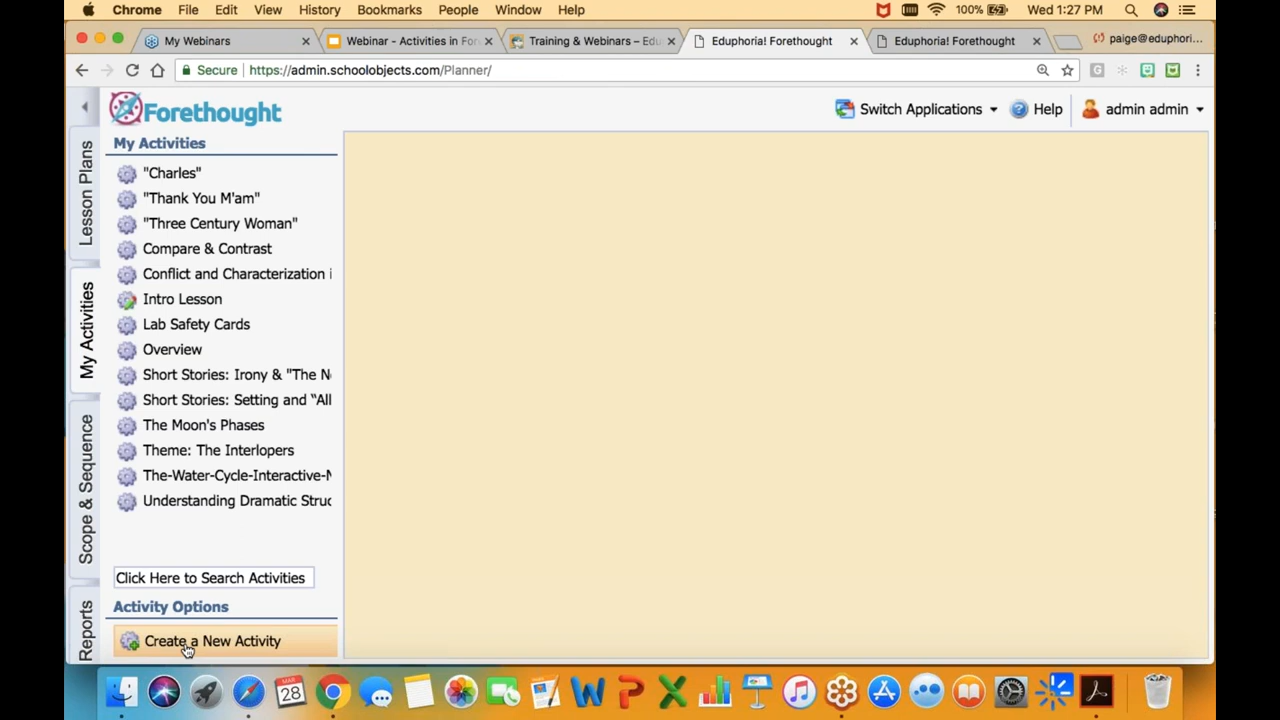 Chrome File Edit View History Bookmarks People Window Help 100% Wed 1:27 PM
My Webinars Webinar - Activities in For Training & Webinars – Edu Eduphoria! Forethought Eduphoria! Forethought paige@eduphori...
Secure https://admin.schoolobjects.com/Planner/
Forethought Switch Applications Help admin admin
My Activities
"Charles"
"Thank You M'am"
"Three Century Woman"
Compare & Contrast
Conflict and Characterization i
Intro Lesson
Lab Safety Cards
Overview
Short Stories: Irony & "The N
Short Stories: Setting and “All
The Moon's Phases
Theme: The Interlopers
The-Water-Cycle-Interactive-N
Understanding Dramatic Struc
Click Here to Search Activities
Activity Options
Create a New Activity
Lesson Plans
My Activities
Scope & Sequence
Reports
MAR
28